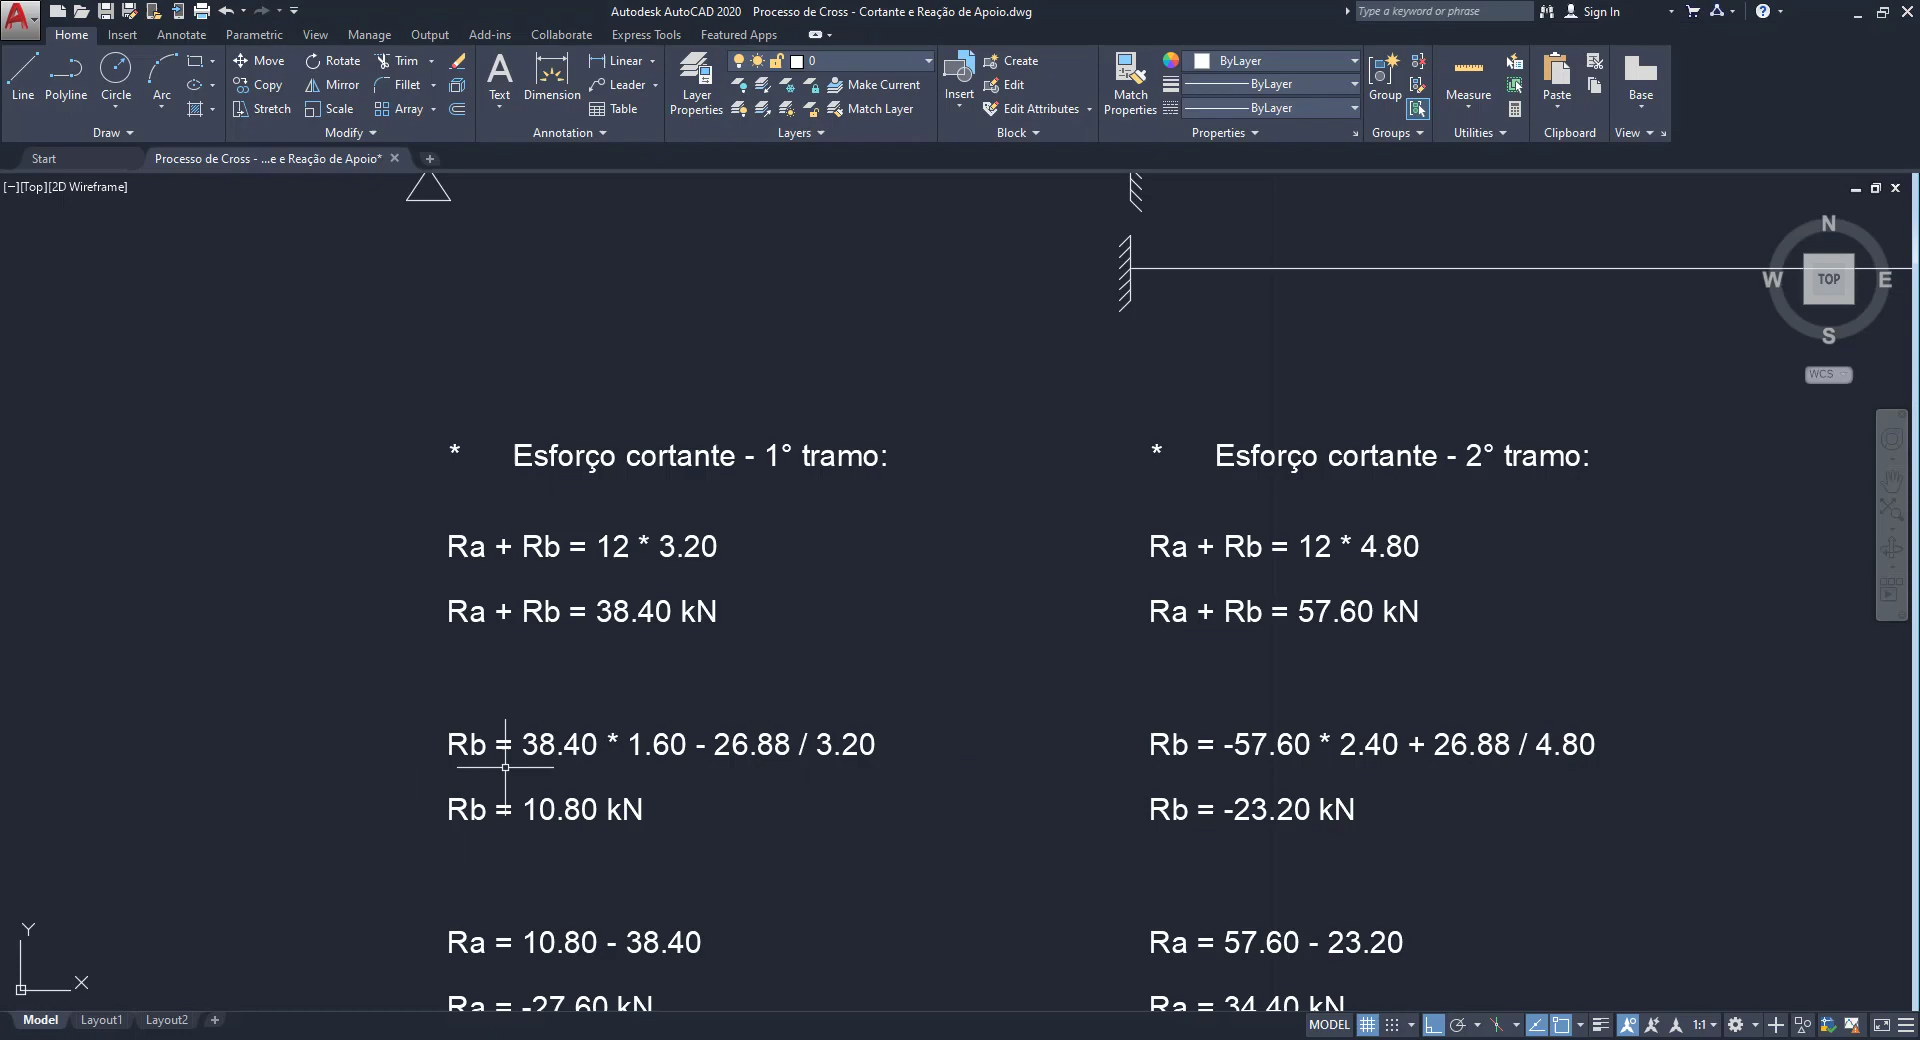 Autodesk AutoCAD 2020 Processo de Cross - Cortante e Reação de Apoio.dwg
Type a keyword or phrase
Sign In
Home Insert Annotate Parametric View Manage Output Add-ins Collaborate Express Tools Featured Apps
Line Polyline Circle Arc
Move Rotate Trim
Copy Mirror Fillet
Stretch Scale Array
Text Dimension
Linear
Leader
Table
Layer Properties
0
Make Current
Match Layer
Insert
Create
Edit
Edit Attributes
Match Properties
ByLayer
ByLayer
ByLayer
Group
Measure
Paste
Base
Draw Modify Annotation Layers Block Properties Groups Utilities Clipboard View
Start
Processo de Cross - ...e e Reação de Apoio*
[−][Top][2D Wireframe]
N
W TOP E
S
WCS
* Esforço cortante - 1° tramo:
Ra + Rb = 12 * 3.20
Ra + Rb = 38.40 kN
Rb = 38.40 * 1.60 - 26.88 / 3.20
Rb = 10.80 kN
Ra = 10.80 - 38.40
Ra = -27.60 kN
* Esforço cortante - 2° tramo:
Ra + Rb = 12 * 4.80
Ra + Rb = 57.60 kN
Rb = -57.60 * 2.40 + 26.88 / 4.80
Rb = -23.20 kN
Ra = 57.60 - 23.20
Ra = 34.40 kN
Y
X
Model Layout1 Layout2
MODEL
1:1